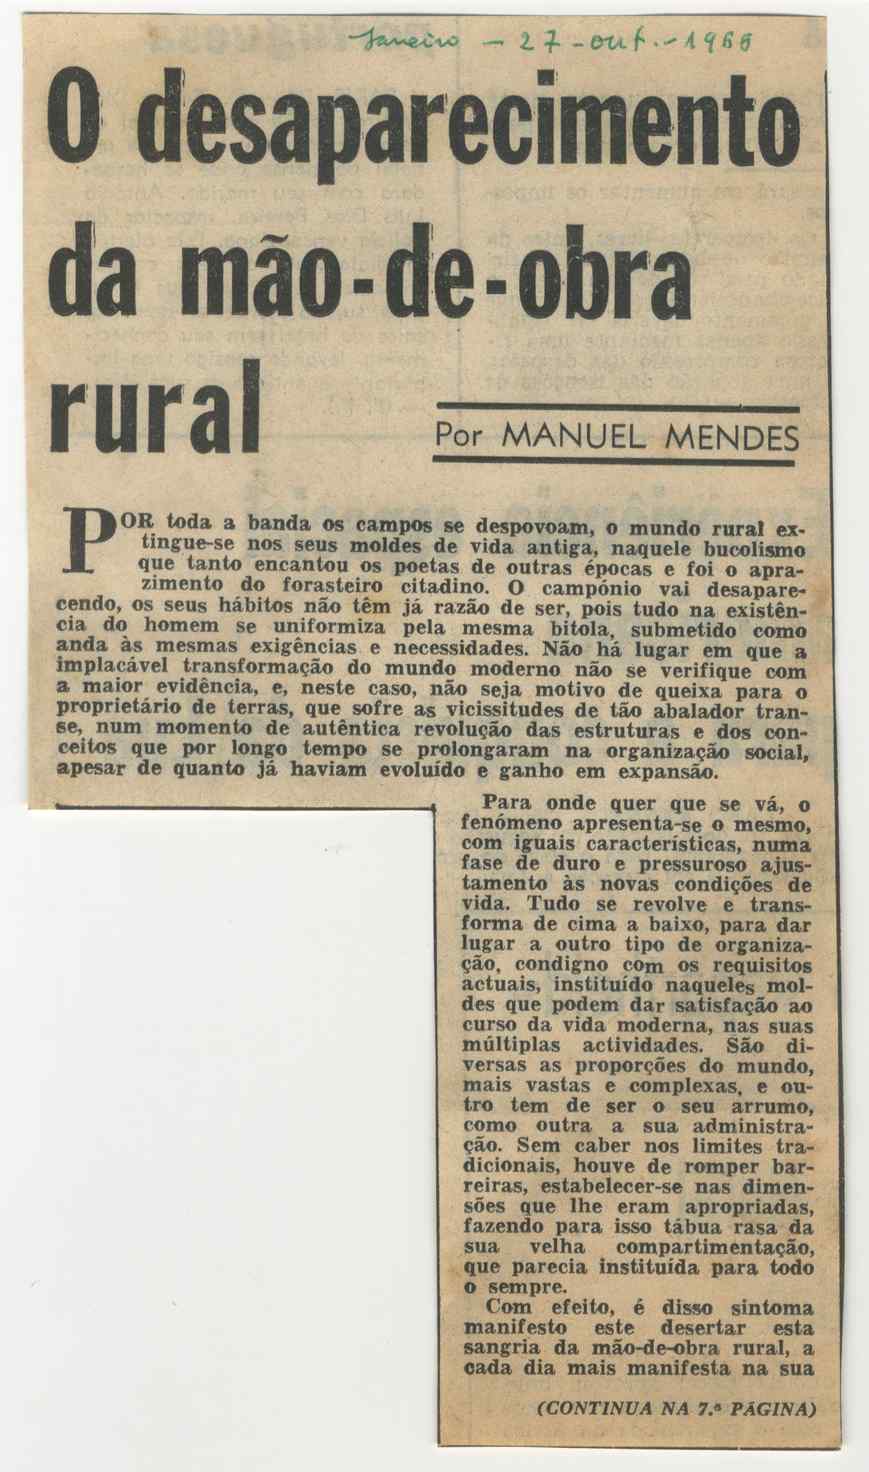 Janeiro - 27-out.-1966
O desaparecimento
da mão-de-obra
rural
Por MANUEL MENDES
POR toda a banda os campos se despovoam, o mundo rural ex-
tingue-se nos seus moldes de vida antiga, naquele bucolismo
que tanto encantou os poetas de outras épocas e foi o apra-
zimento do forasteiro citadino. O campónio vai desapare-
cendo, os seus hábitos não têm já razão de ser, pois tudo na existên-
cia do homem se uniformiza pela mesma bitola, submetido como
anda às mesmas exigências e necessidades. Não há lugar em que a
implacável transformação do mundo moderno não se verifique com
a maior evidência, e, neste caso, não seja motivo de queixa para o
proprietário de terras, que sofre as vicissitudes de tão abalador tran-
se, num momento de autêntica revolução das estruturas e dos con-
ceitos que por longo tempo se prolongaram na organização social,
apesar de quanto já haviam evoluído e ganho em expansão.
Para onde quer que se vá, o
fenómeno apresenta-se o mesmo,
com iguais características, numa
fase de duro e pressuroso ajus-
tamento às novas condições de
vida. Tudo se revolve e trans-
forma de cima a baixo, para dar
lugar a outro tipo de organiza-
ção, condigno com os requisitos
actuais, instituído naqueles mol-
des que podem dar satisfação ao
curso da vida moderna, nas suas
múltiplas actividades. São di-
versas as proporções do mundo,
mais vastas e complexas, e ou-
tro tem de ser o seu arrumo,
como outra a sua administra-
ção. Sem caber nos limites tra-
dicionais, houve de romper bar-
reiras, estabelecer-se nas dimen-
sões que lhe eram apropriadas,
fazendo para isso tábua rasa da
sua velha compartimentação,
que parecia instituída para todo
o sempre.
Com efeito, é disso sintoma
manifesto este desertar esta
sangria da mão-de-obra rural, a
cada dia mais manifesta na sua
(CONTINUA NA 7.ª PÁGINA)